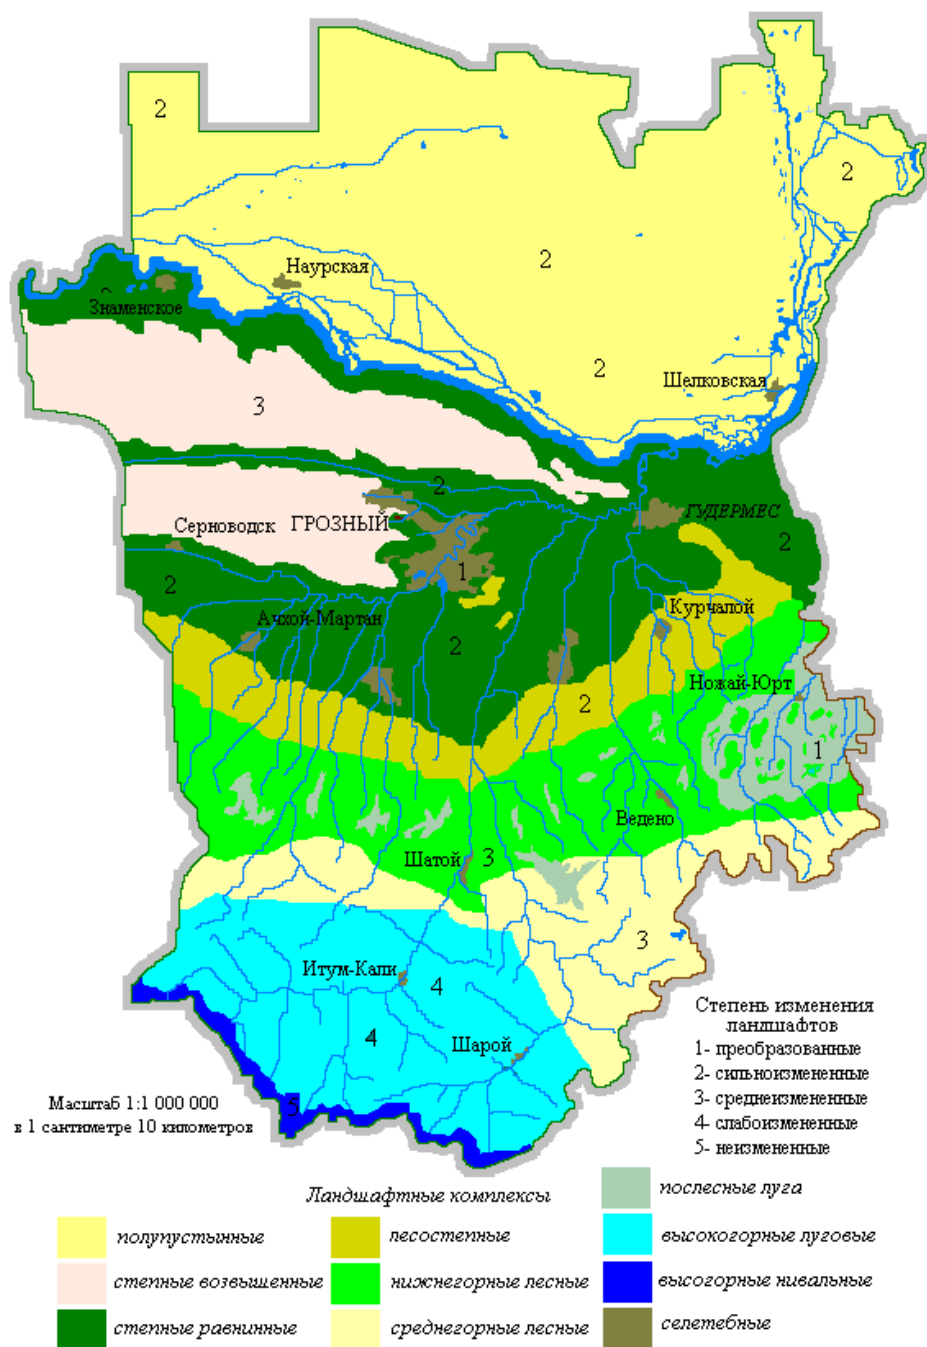 2
2
2
Наурская
2
Знаменское
2
Шелковская
3
2
Серноводск
ГРОЗНЫЙ
ГУДЕРМЕС
2
1
2
Ачхой-Мартан
Курчалой
2
Ножай-Юрт
2
1
Ведено
Шатой
3
3
Итум-Кали
4
4
Шарой
5
Степень изменения
ландшафтов
1- преобразованные
2- сильноизмененные
3- среднеизмененные
4- слабоизмененные
5- неизмененные
Масштаб 1:1 000 000
в 1 сантиметре 10 километров
Ландшафтные комплексы
полупустынные
степные возвышенные
степные равнинные
лесостепные
нижнегорные лесные
среднегорные лесные
послесные луга
высокогорные луговые
высогорные нивальные
селетебные